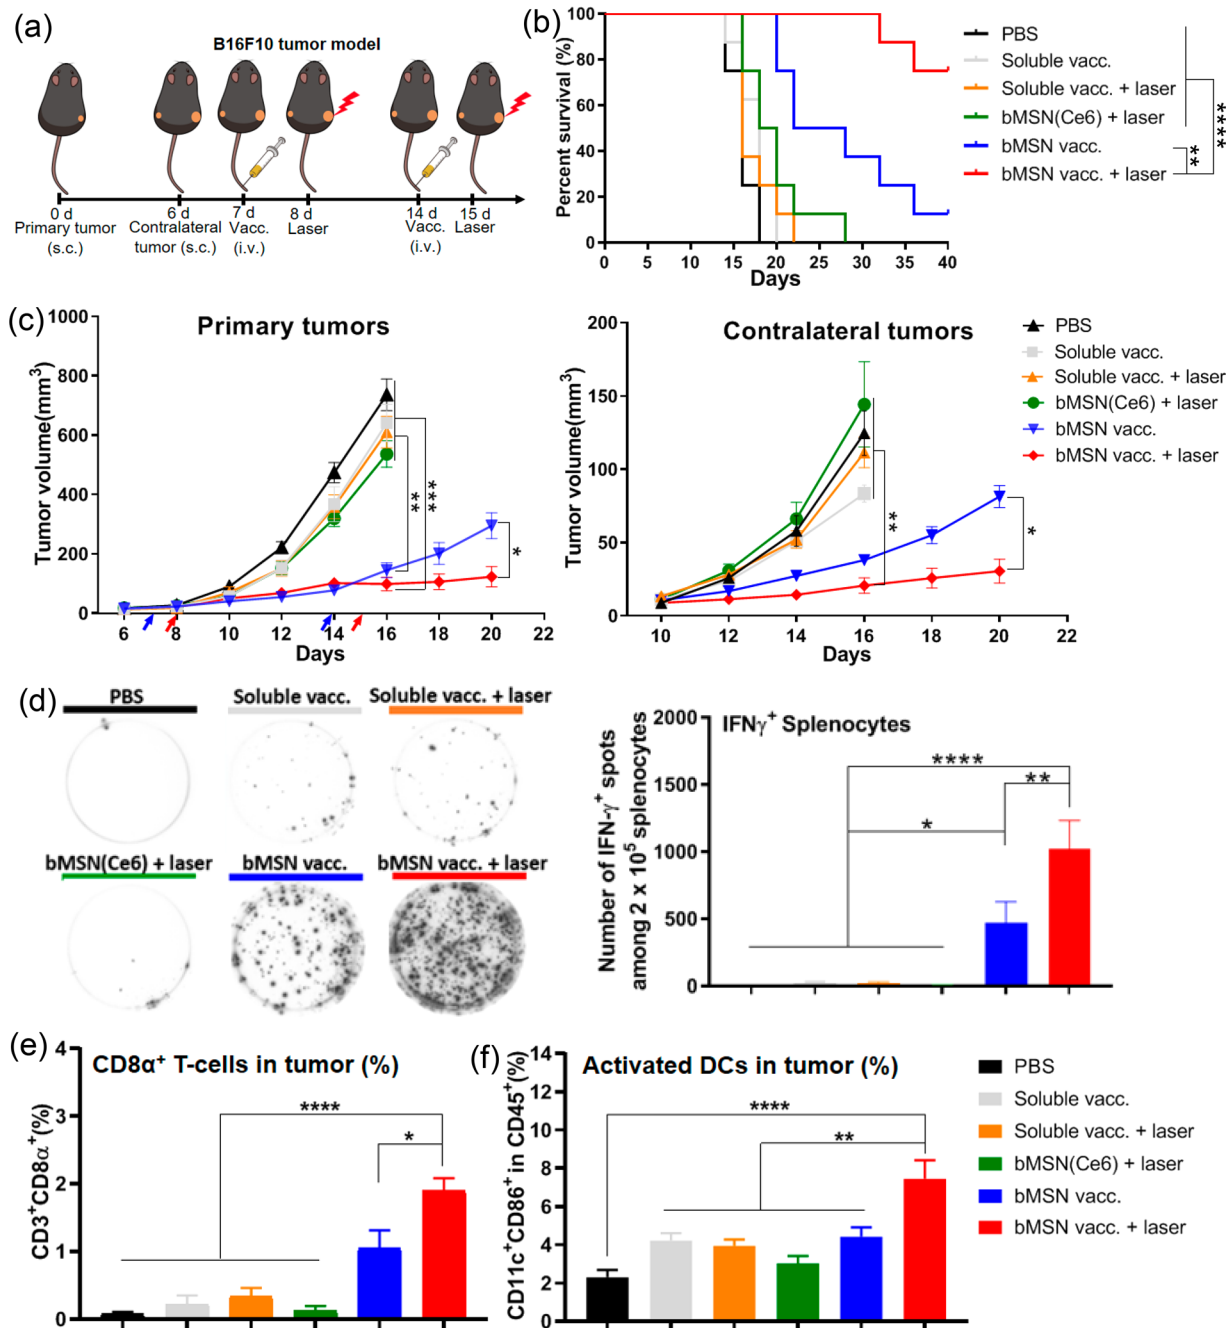 (a)
B16F10 tumor model
0 d
6 d
7 d
8 d
14 d
15 d
Primary tumor
(s.c.)
Contralateral
tumor (s.c.)
Vacc.
(i.v.)
Laser
Vacc.
(i.v.)
Laser
(b)
Percent survival (%)
100
80
60
40
20
0
0 5 10 15 20 25 30 35 40
Days
PBS
Soluble vacc.
Soluble vacc. + laser
bMSN(Ce6) + laser
bMSN vacc.
bMSN vacc. + laser
**
****
(c)
Primary tumors
Tumor volume(mm3)
1000
800
600
400
200
0
6 8 10 12 14 16 18 20 22
Days
**
***
*
Contralateral tumors
Tumor volume(mm3)
200
150
100
50
0
10 12 14 16 18 20 22
Days
**
*
PBS
Soluble vacc.
Soluble vacc. + laser
bMSN(Ce6) + laser
bMSN vacc.
bMSN vacc. + laser
(d)
PBS
Soluble vacc.
Soluble vacc. + laser
bMSN(Ce6) + laser
bMSN vacc.
bMSN vacc. + laser
IFNγ+ Splenocytes
Number of IFN-γ+ spots
among 2 x 105 splenocytes
2000
1500
1000
500
0
****
**
*
(e)
CD8α+ T-cells in tumor (%)
CD3+CD8α+(%)
4
3
2
1
0
****
*
(f)
Activated DCs in tumor (%)
CD11c+CD86+ in CD45+(%)
14
12
10
8
6
4
2
0
****
**
PBS
Soluble vacc.
Soluble vacc. + laser
bMSN(Ce6) + laser
bMSN vacc.
bMSN vacc. + laser